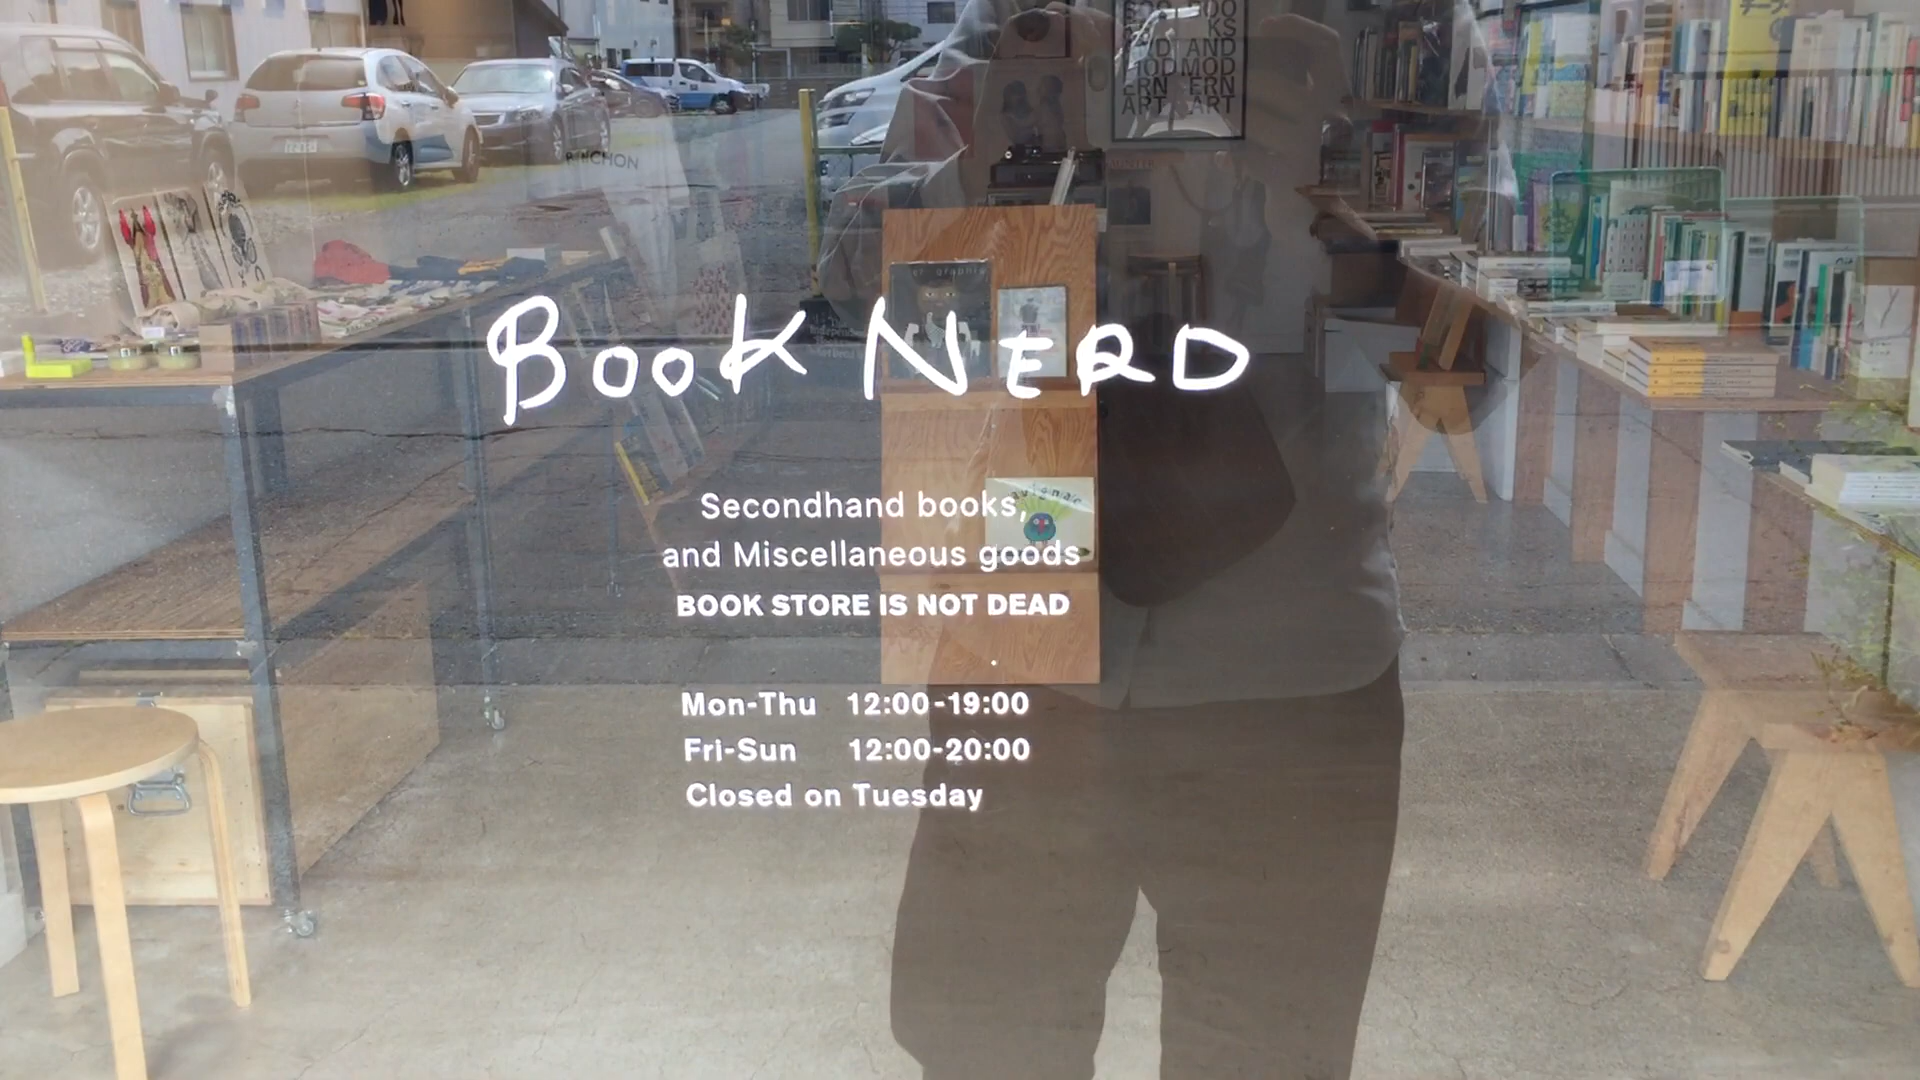 BOOK NERD
Secondhand books,
and Miscellaneous goods
BOOK STORE IS NOT DEAD
Mon-Thu 12:00-19:00
Fri-Sun 12:00-20:00
Closed on Tuesday